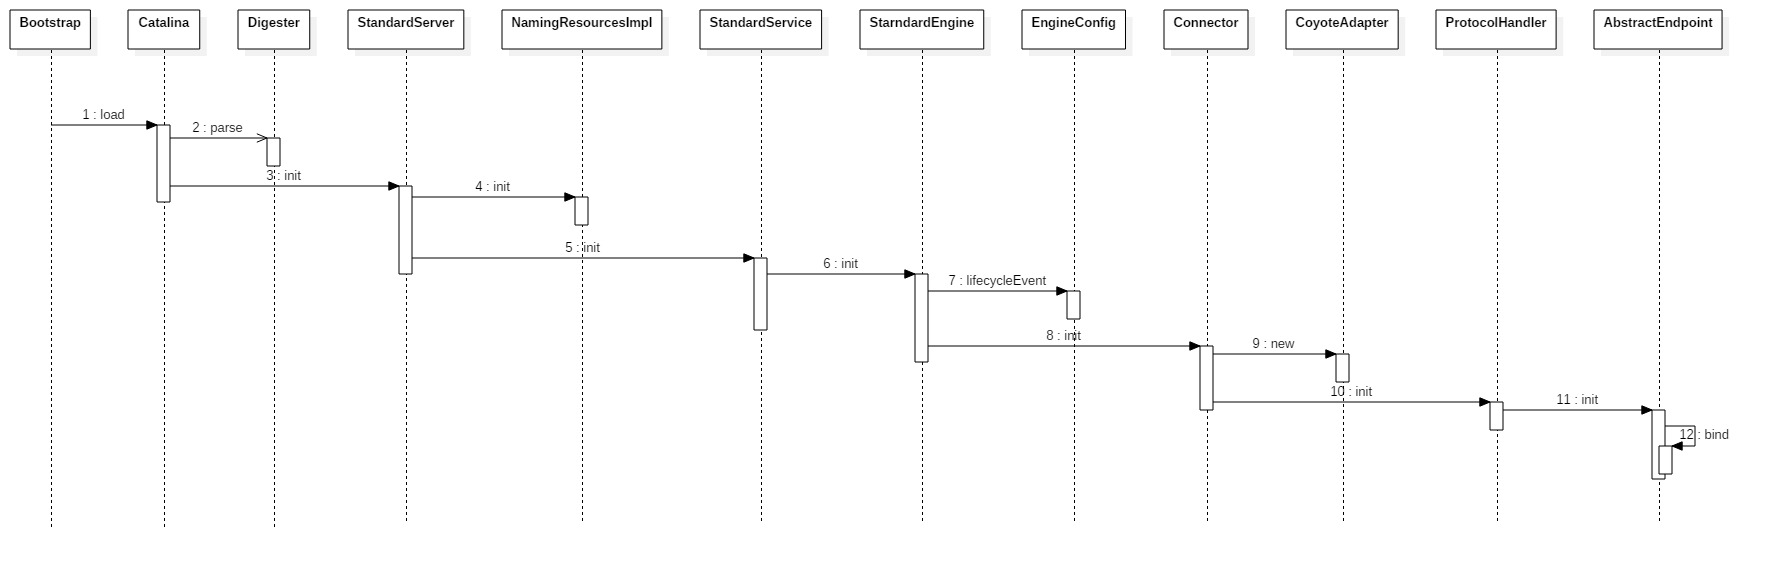 Bootstrap
Catalina
Digester
StandardServer
NamingResourcesImpl
StandardService
StarndardEngine
EngineConfig
Connector
CoyoteAdapter
ProtocolHandler
AbstractEndpoint
1 : load
2 : parse
3 : init
4 : init
5 : init
6 : init
7 : lifecycleEvent
8 : init
9 : new
10 : init
11 : init
12 : bind